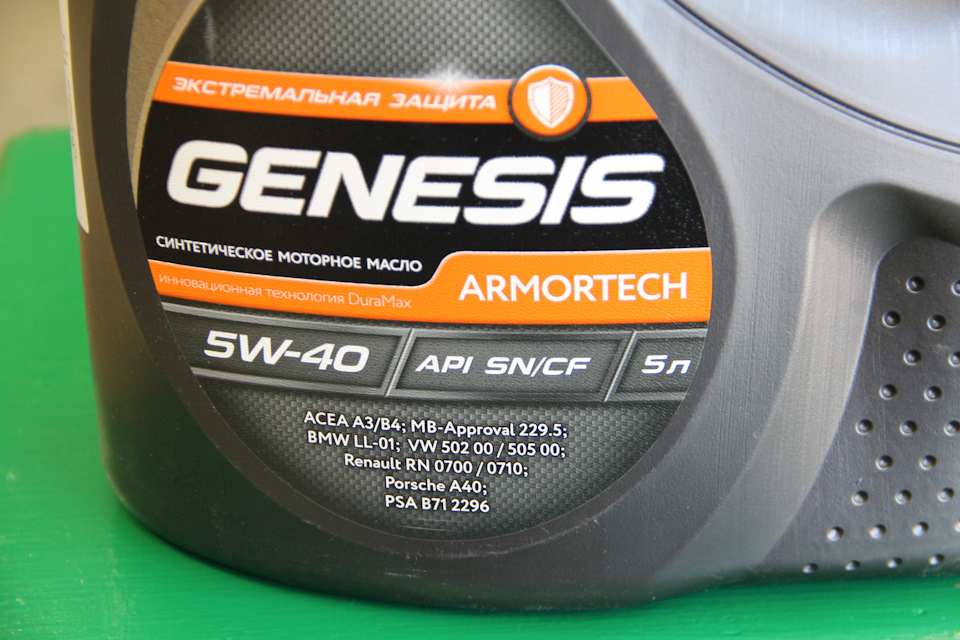 ЭКСТРЕМАЛЬНАЯ ЗАЩИТА
GENESIS
СИНТЕТИЧЕСКОЕ МОТОРНОЕ МАСЛО
инновационная технология DuraMax
ARMORTECH
5W-40
API SN/CF
5л
ACEA A3/B4; MB-Approval 229.5;
BMW LL-01; VW 502 00 / 505 00;
Renault RN 0700 / 0710;
Porsche A40;
PSA B71 2296